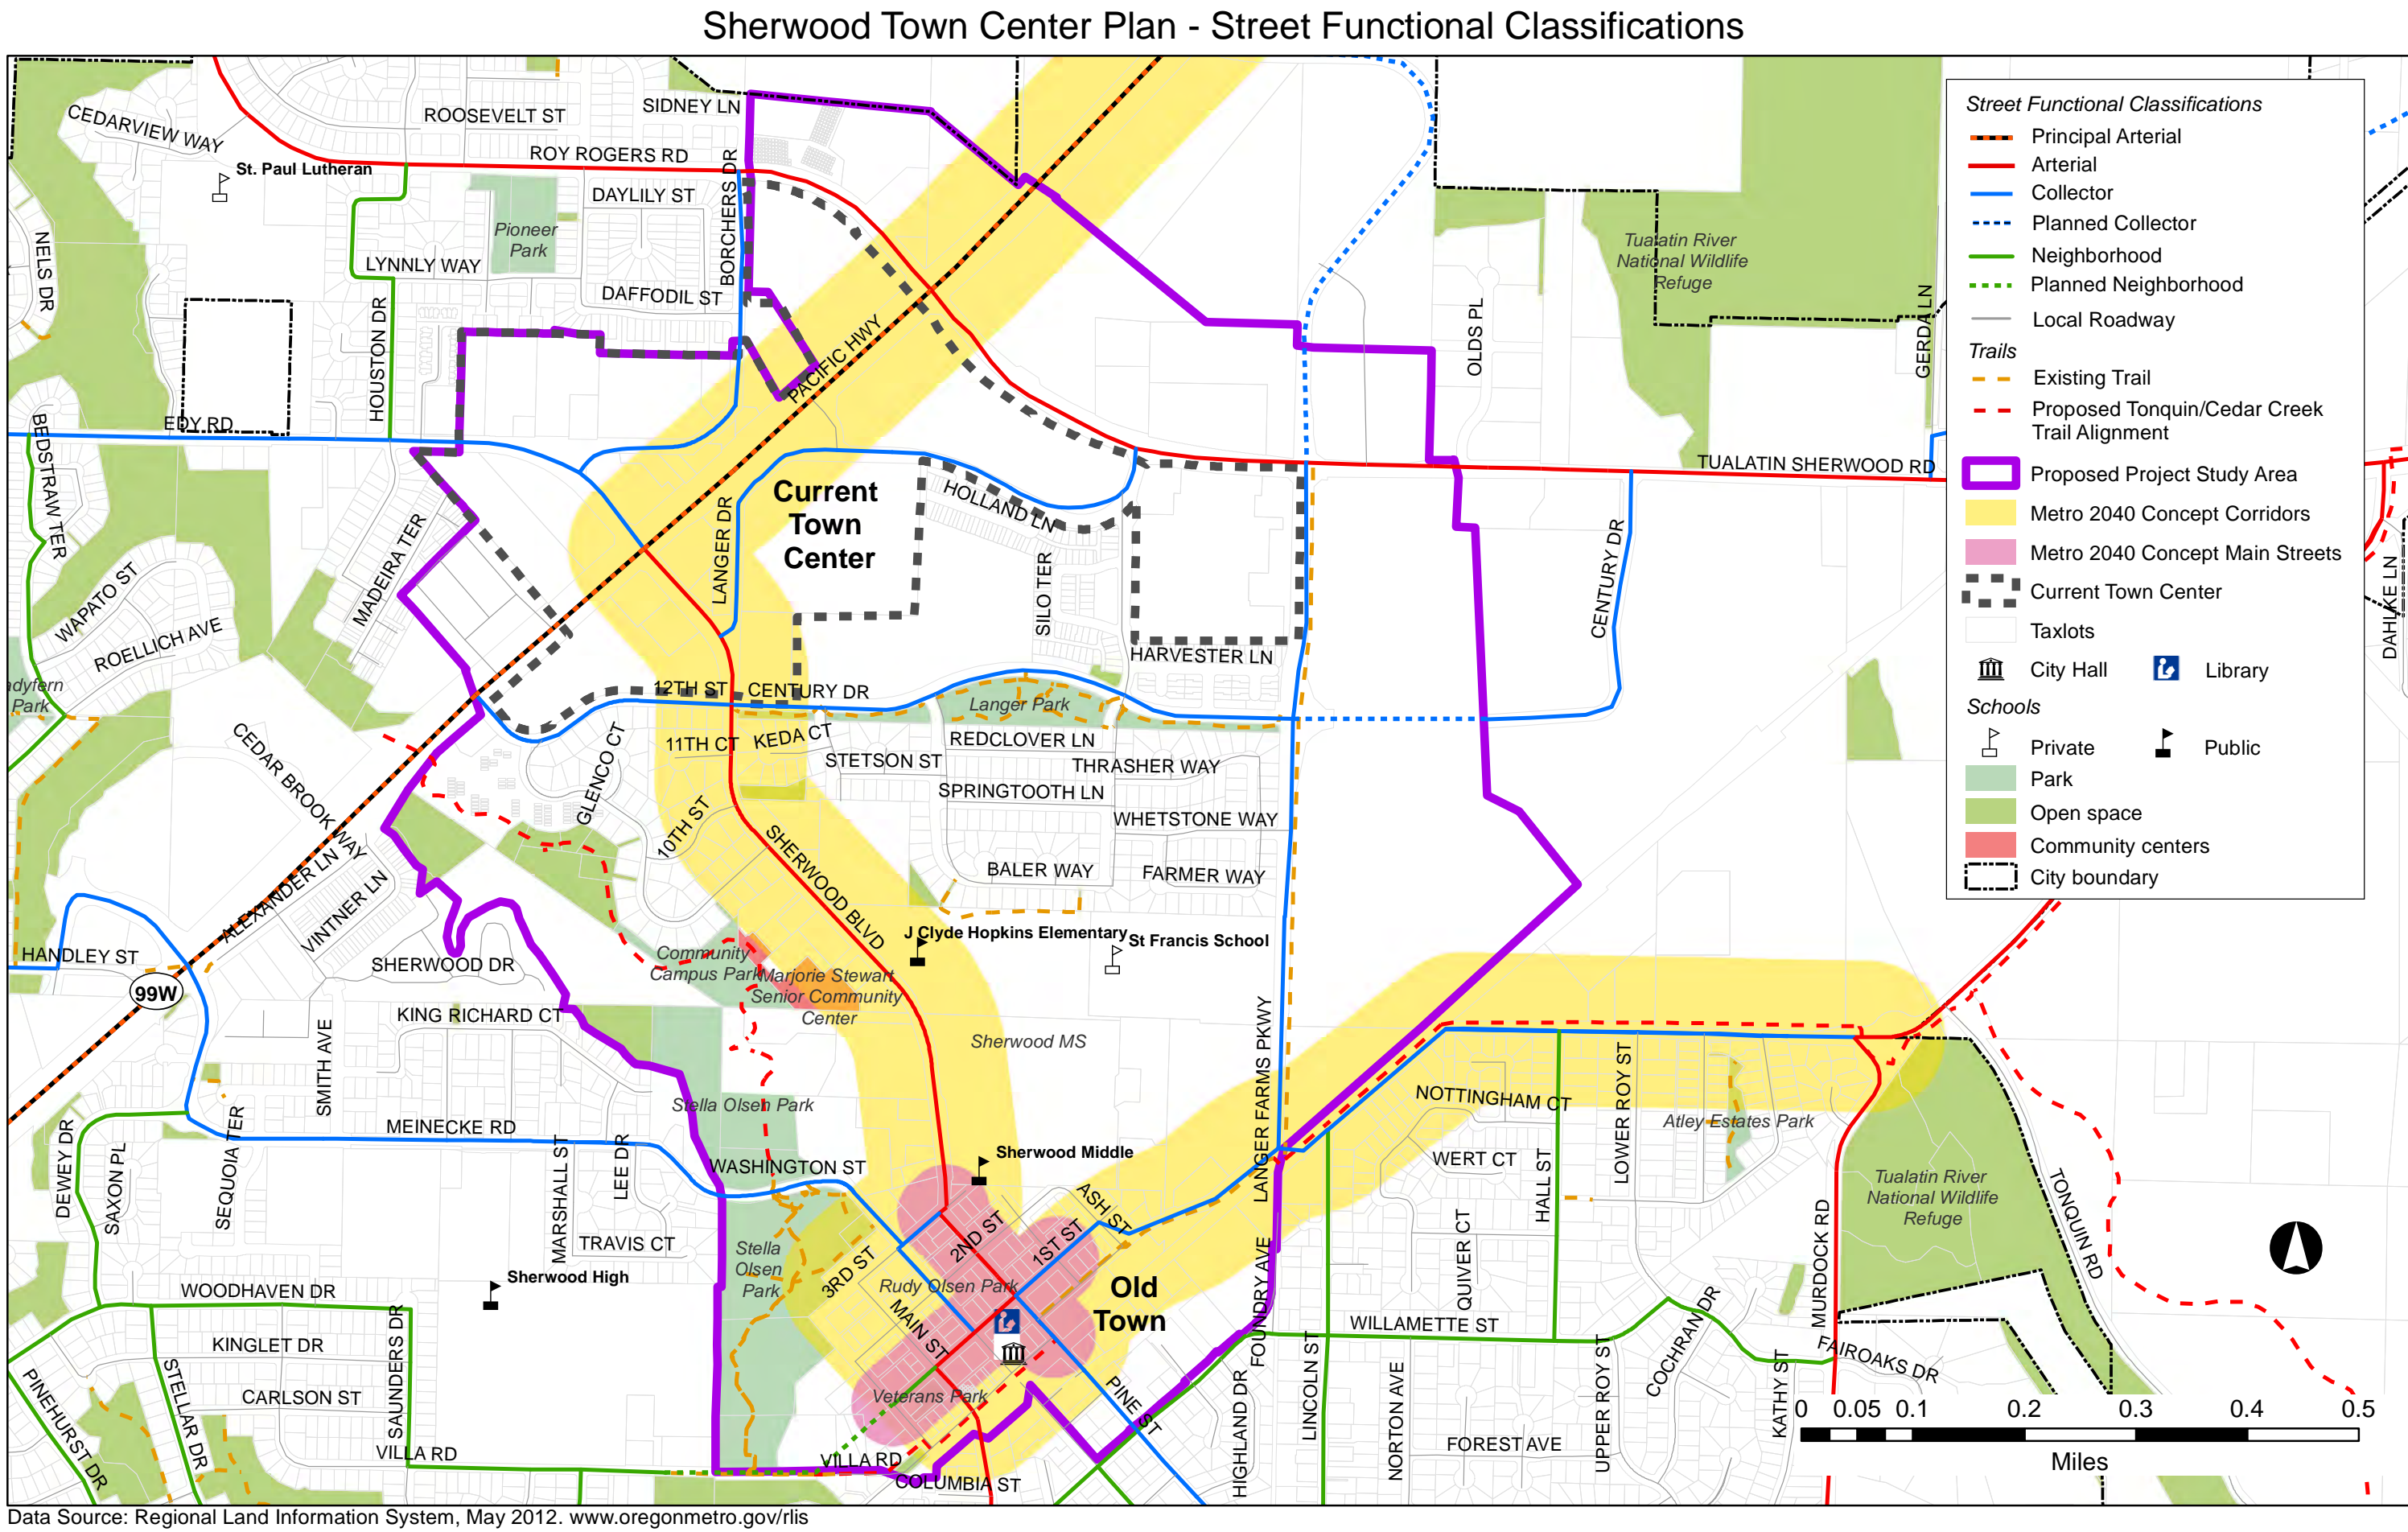 Sherwood Town Center Plan - Street Functional Classifications
SIDNEY LN
ROOSEVELT ST
CEDARVIEW WAY
ROY ROGERS RD
St. Paul Lutheran
DAYLILY ST
BORCHERS DR
Pioneer
Park
NELS DR
LYNNLY WAY
DAFFODIL ST
HOUSTON DR
PACIFIC HWY
OLDS PL
Tualatin River
National Wildlife
Refuge
GERDA LN
EDY RD
BEDSTRAW TER
TUALATIN SHERWOOD RD
Current
Town
Center
HOLLAND LN
LANGER DR
MADEIRA TER
SILO TER
CENTURY DR
WAPATO ST
ROELLICH AVE
HARVESTER LN
adyfern
Park
12TH ST
CENTURY DR
Langer Park
CEDAR BROOK WAY
GLENCO CT
11TH CT
KEDA CT
REDCLOVER LN
STETSON ST
THRASHER WAY
SPRINGTOOTH LN
10TH ST
WHETSTONE WAY
SHERWOOD BLVD
BALER WAY
FARMER WAY
ALEXANDER LN
VINTNER LN
HANDLEY ST
SHERWOOD DR
99W
Community
Campus Park
J Clyde Hopkins Elementary
St Francis School
Marjorie Stewart
Senior Community
Center
KING RICHARD CT
SMITH AVE
Sherwood MS
LANGER FARMS PKWY
NOTTINGHAM CT
LOWER ROY ST
Atley Estates Park
Stella Olsen Park
MEINECKE RD
DEWEY DR
SAXON PL
SEQUOIA TER
MARSHALL ST
LEE DR
WASHINGTON ST
Sherwood Middle
WERT CT
HALL ST
Tualatin River
National Wildlife
Refuge
TONQUIN RD
MURDOCK RD
ASH ST
2ND ST
1ST ST
TRAVIS CT
Stella
Olsen
Park
3RD ST
Rudy Olsen Park
Old
Town
FOUNDRY AVE
QUIVER CT
Sherwood High
WOODHAVEN DR
WILLAMETTE ST
COCHRAN DR
KINGLET DR
SAUNDERS DR
MAIN ST
LINCOLN ST
FAIROAKS DR
PINEHURST DR
STELLAR DR
CARLSON ST
Veterans Park
PINE ST
HIGHLAND DR
NORTON AVE
UPPER ROY ST
KATHY ST
VILLA RD
VILLA RD
COLUMBIA ST
FOREST AVE
DAHLKE LN
Street Functional Classifications
Principal Arterial
Arterial
Collector
Planned Collector
Neighborhood
Planned Neighborhood
Local Roadway
Trails
Existing Trail
Proposed Tonquin/Cedar Creek
Trail Alignment
Proposed Project Study Area
Metro 2040 Concept Corridors
Metro 2040 Concept Main Streets
Current Town Center
Taxlots
City Hall Library
Schools
Private Public
Park
Open space
Community centers
City boundary
0 0.05 0.1 0.2 0.3 0.4 0.5
Miles
Data Source: Regional Land Information System, May 2012. www.oregonmetro.gov/rlis